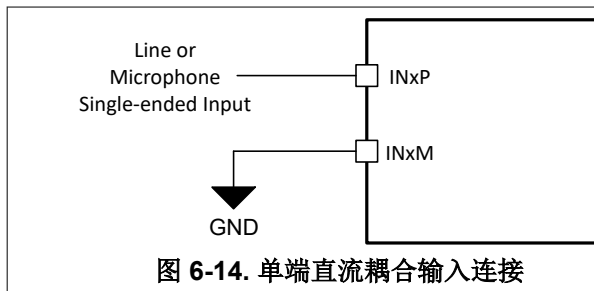 Line or
Microphone
Single-ended Input
INxP
INxM
GND
图 6-14. 单端直流耦合输入连接